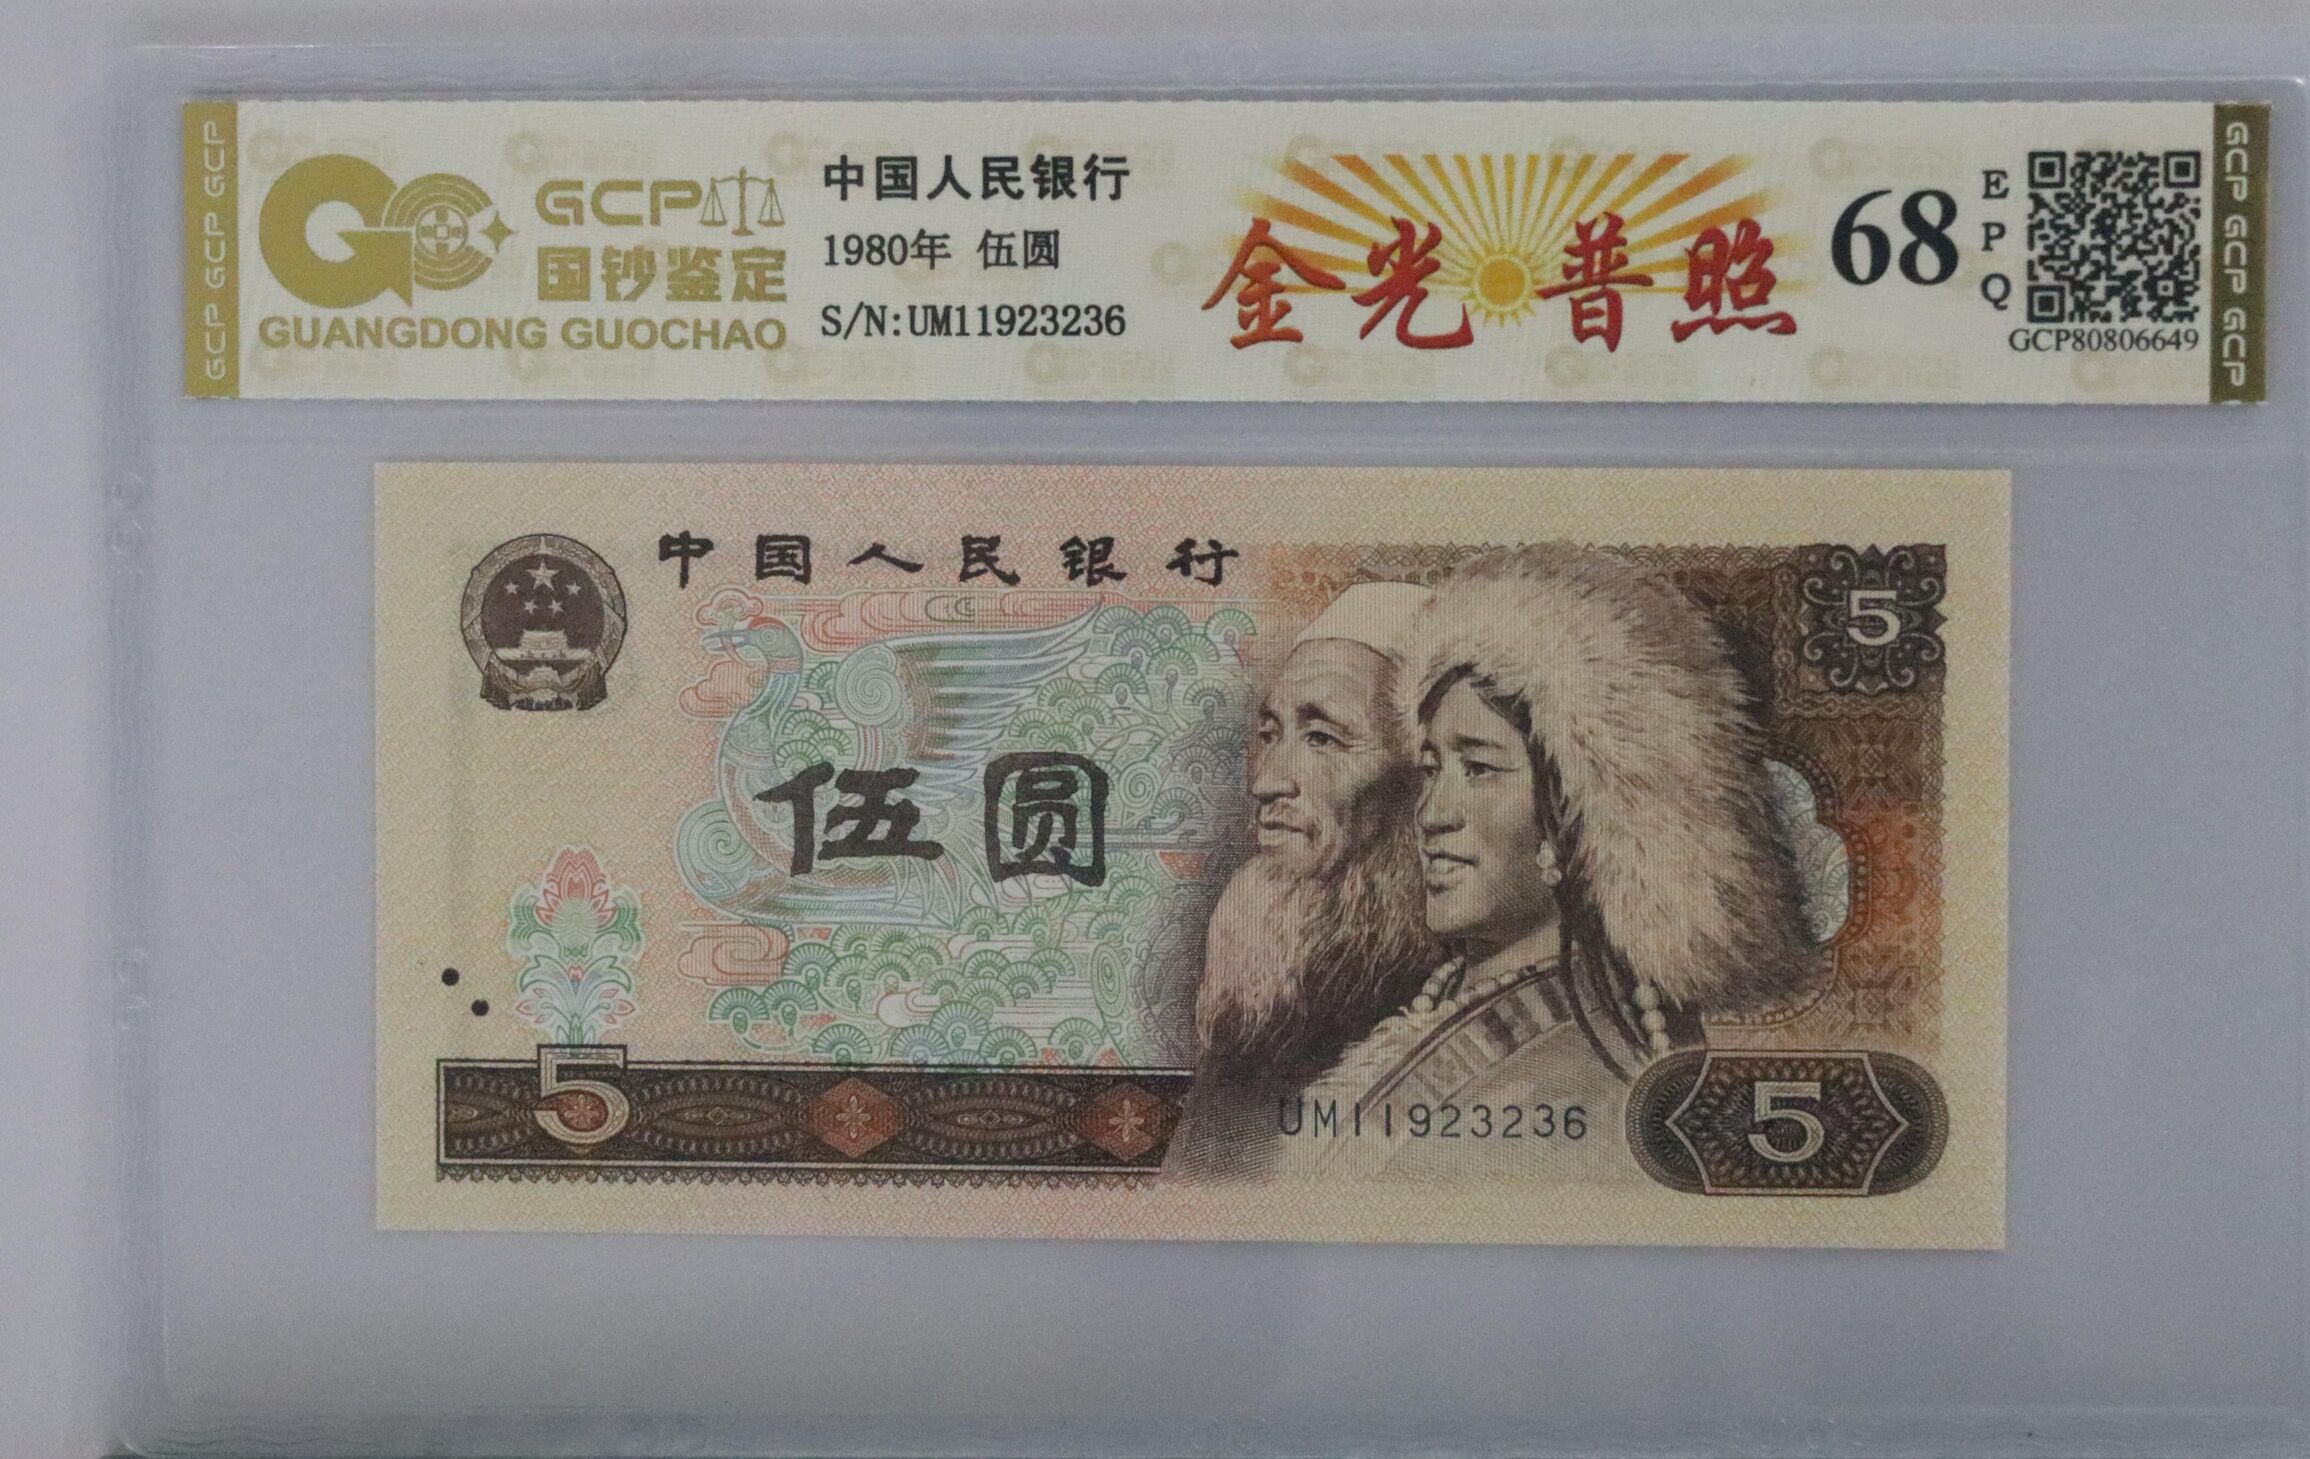 GCP GCP GCP
GCP
国钞鉴定
GUANGDONG GUOCHAO
中国人民银行
1980年 伍圆
S/N:UM11923236
金光普照
68
E
P
Q
GCP80806649
GCP GCP GCP
中国人民银行
5
伍圆
5
UM11923236
5